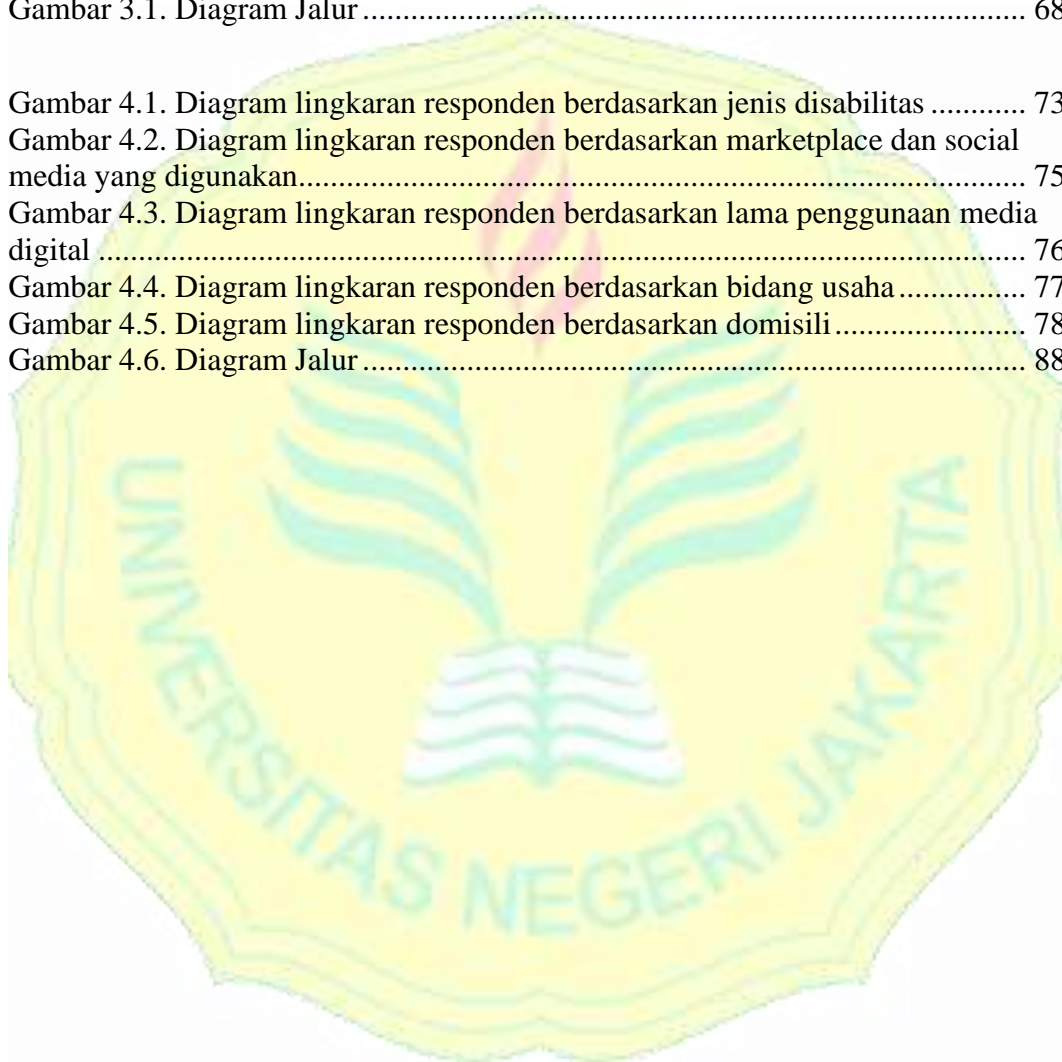 Gambar 3.1. Diagram Jalur .................................................................................... 68
Gambar 4.1. Diagram lingkaran responden berdasarkan jenis disabilitas ............ 73
Gambar 4.2. Diagram lingkaran responden berdasarkan marketplace dan social
media yang digunakan............................................................................................ 75
Gambar 4.3. Diagram lingkaran responden berdasarkan lama penggunaan media
digital ...................................................................................................................... 76
Gambar 4.4. Diagram lingkaran responden berdasarkan bidang usaha ................ 77
Gambar 4.5. Diagram lingkaran responden berdasarkan domisili ........................ 78
Gambar 4.6. Diagram Jalur .................................................................................... 88
UNIVERSITAS NEGERI JAKARTA